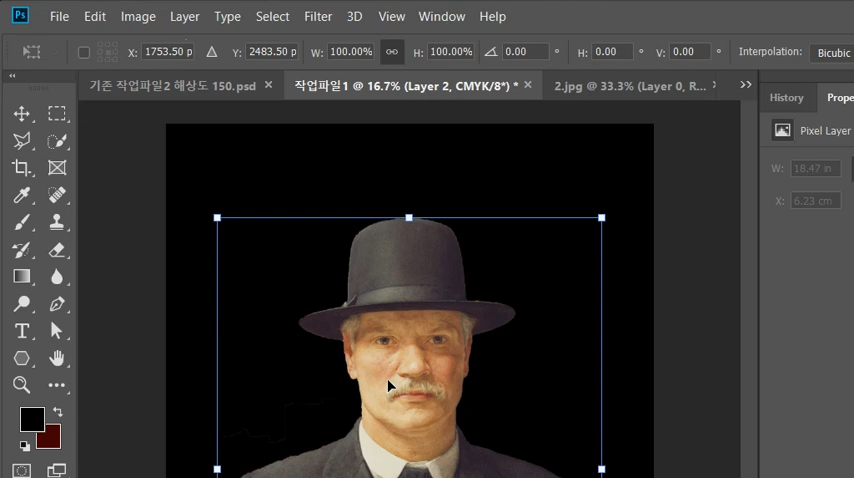 Ps File Edit Image Layer Type Select Filter 3D View Window Help
X: 1753.50 p Y: 2483.50 p W: 100.00% H: 100.00% 0.00 ° H: 0.00 ° V: 0.00 ° Interpolation: Bicubic
기존 작업파일2 해상도 150.psd × 작업파일1 @ 16.7% (Layer 2, CMYK/8*) * × 2.jpg @ 33.3% (Layer 0, R...
History Prope
Pixel Layer
W: 18.47 in
X: 6.23 cm
T